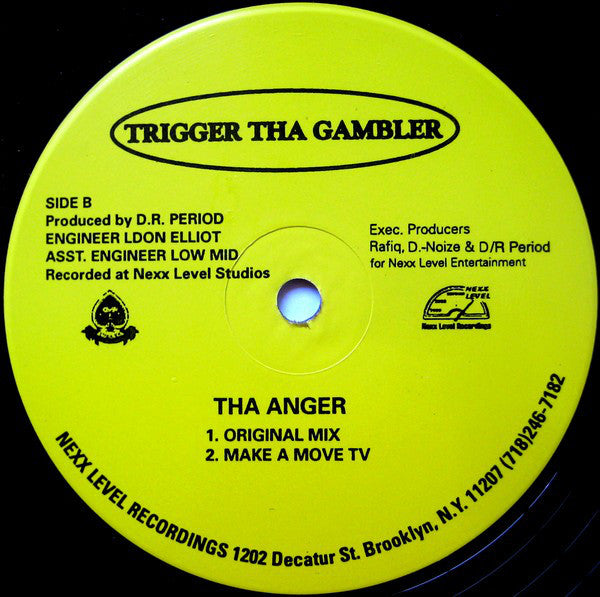 TRIGGER THA GAMBLER
SIDE B
Produced by D.R. PERIOD
ENGINEER LDON ELLIOT
ASST. ENGINEER LOW MID
Recorded at Nexx Level Studios
Exec. Producers
Rafiq, D.-Noize & D/R Period
for Nexx Level Entertainment
NEXX
LEVEL
Nexx Level Recordings
THA ANGER
1. ORIGINAL MIX
2. MAKE A MOVE TV
NEXX LEVEL RECORDINGS 1202 Decatur St. Brooklyn, N.Y. 11207 (718)246-7182